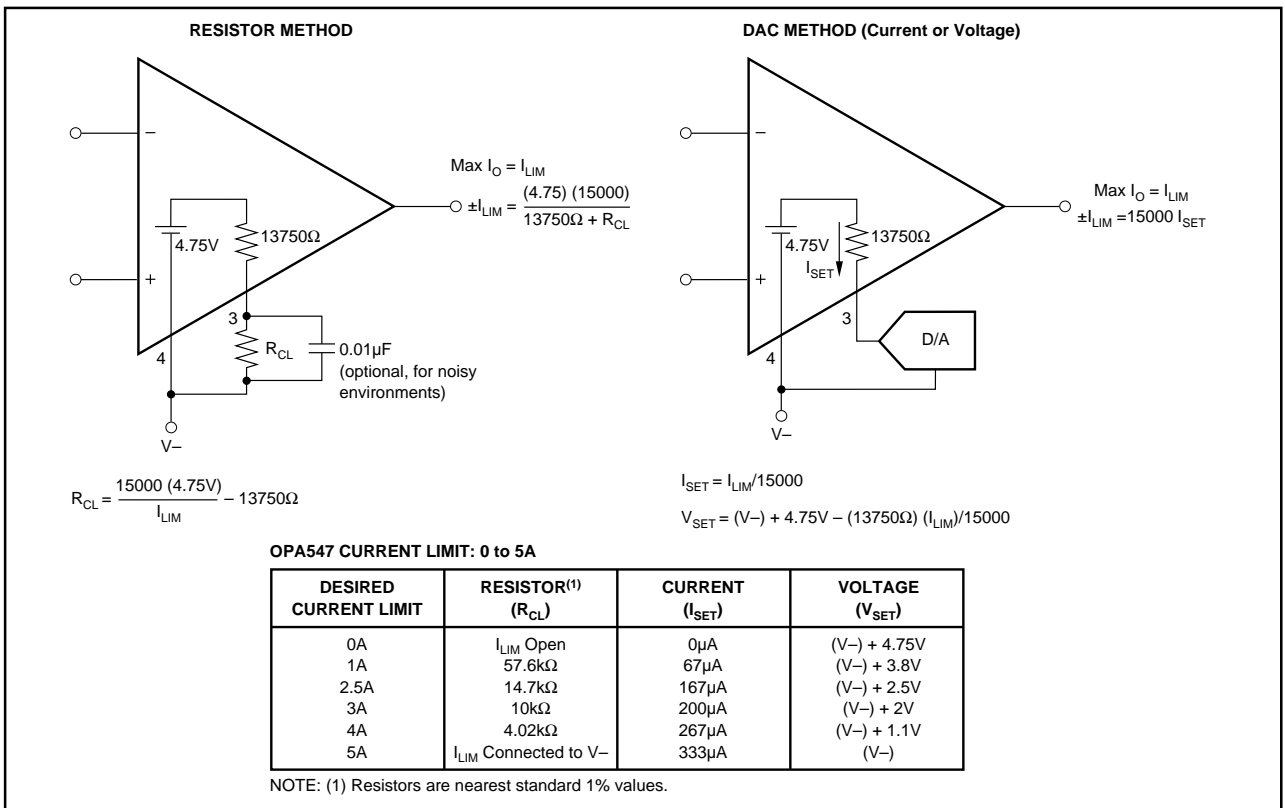 RESISTOR METHOD
−
+
4.75V
13750Ω
3
4
R_CL
0.01µF
(optional, for noisy
environments)
V–
Max I_O = I_LIM
±I_LIM = (4.75) (15000) / 13750Ω + R_CL
R_CL = 15000 (4.75V) / I_LIM – 13750Ω
DAC METHOD (Current or Voltage)
−
+
4.75V
13750Ω
I_SET
3
4
D/A
V–
Max I_O = I_LIM
±I_LIM =15000 I_SET
I_SET = I_LIM/15000
V_SET = (V–) + 4.75V – (13750Ω) (I_LIM)/15000
OPA547 CURRENT LIMIT: 0 to 5A
DESIRED CURRENT LIMIT RESISTOR(1) (R_CL) CURRENT (I_SET) VOLTAGE (V_SET)
0A I_LIM Open 0µA (V–) + 4.75V
1A 57.6kΩ 67µA (V–) + 3.8V
2.5A 14.7kΩ 167µA (V–) + 2.5V
3A 10kΩ 200µA (V–) + 2V
4A 4.02kΩ 267µA (V–) + 1.1V
5A I_LIM Connected to V– 333µA (V–)
NOTE: (1) Resistors are nearest standard 1% values.